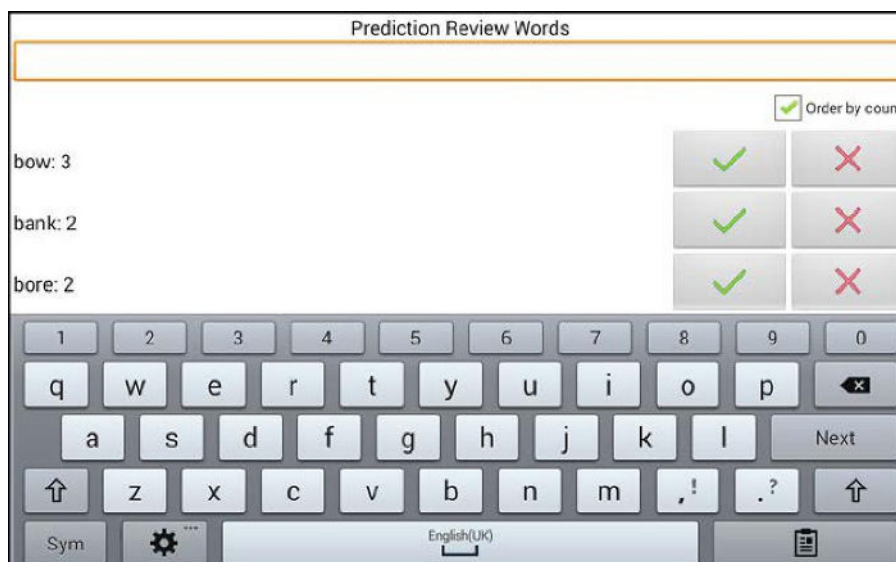 Prediction Review Words
Order by coun
bow: 3
bank: 2
bore: 2
1 2 3 4 5 6 7 8 9 0
q w e r t y u i o p
a s d f g h j k l Next
z x c v b n m , ! . ?
Sym English(UK)